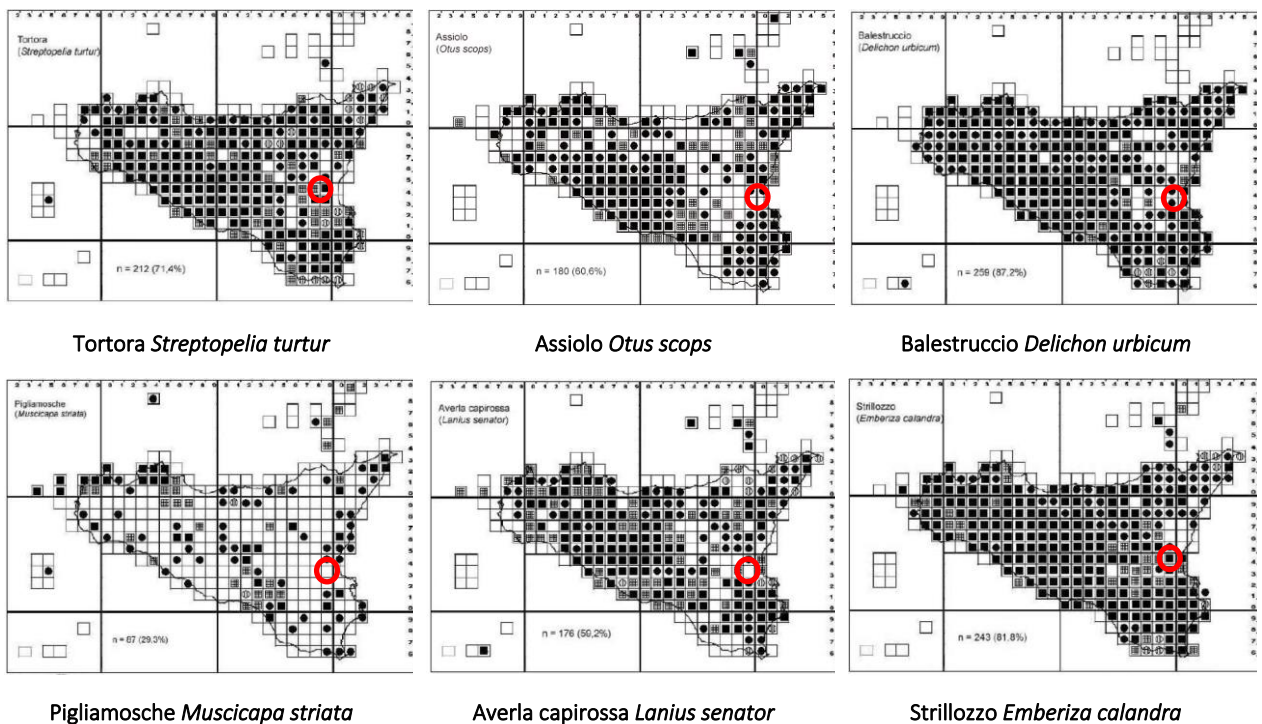 Tortora
(Streptopelia turtur)
n = 212 (71,4%)
Assiolo
(Otus scops)
n = 180 (60,6%)
Balestruccio
(Delichon urbicum)
n = 259 (87,2%)
Tortora Streptopelia turtur
Assiolo Otus scops
Balestruccio Delichon urbicum
Pigliamosche
(Muscicapa striata)
n = 87 (29.3%)
Averla capirossa
(Lanius senator)
n = 176 (59,2%)
Strillozzo
(Emberiza calandra)
n = 243 (81.8%)
Pigliamosche Muscicapa striata
Averla capirossa Lanius senator
Strillozzo Emberiza calandra